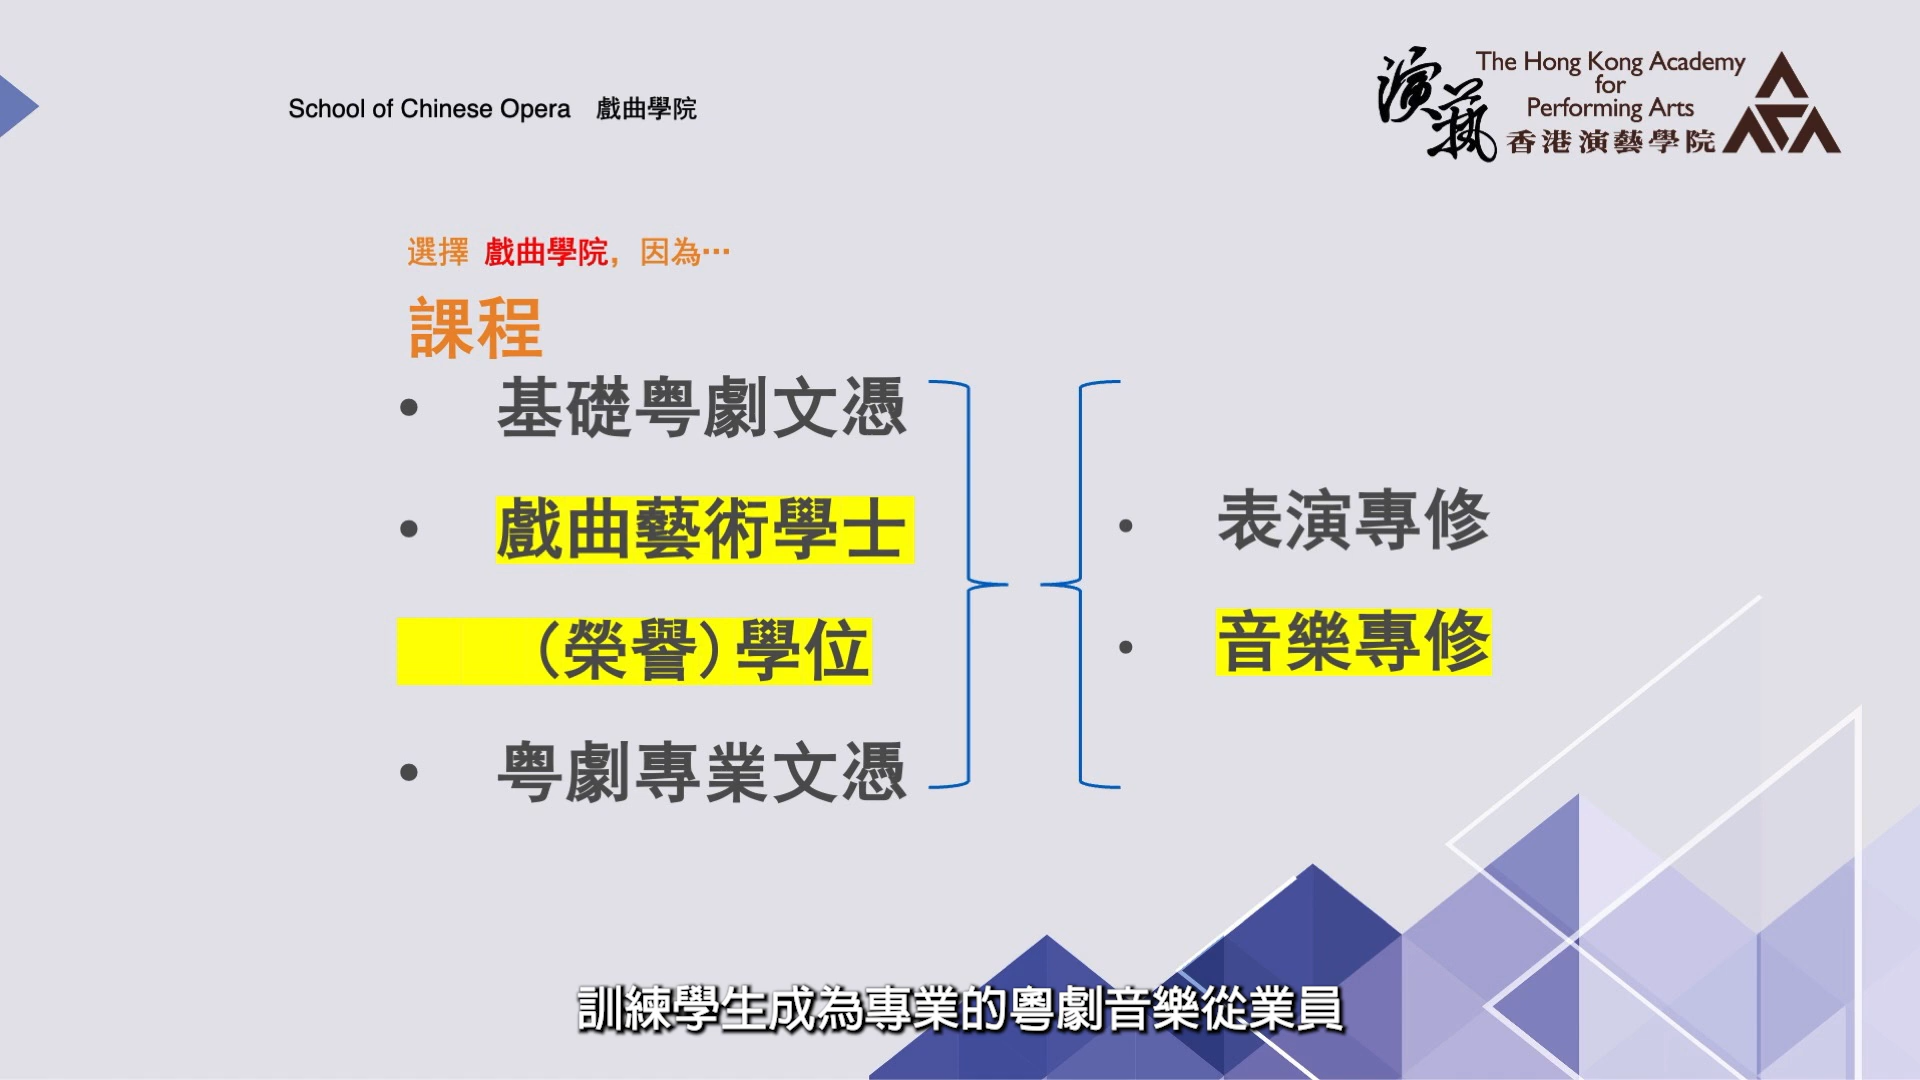 School of Chinese Opera 戲曲學院
演藝
The Hong Kong Academy
for
Performing Arts
香港演藝學院
選擇 戲曲學院，因為…
課程
• 基礎粵劇文憑
• 戲曲藝術學士
(榮譽)學位
• 粵劇專業文憑
• 表演專修
• 音樂專修
訓練學生成為專業的粵劇音樂從業員